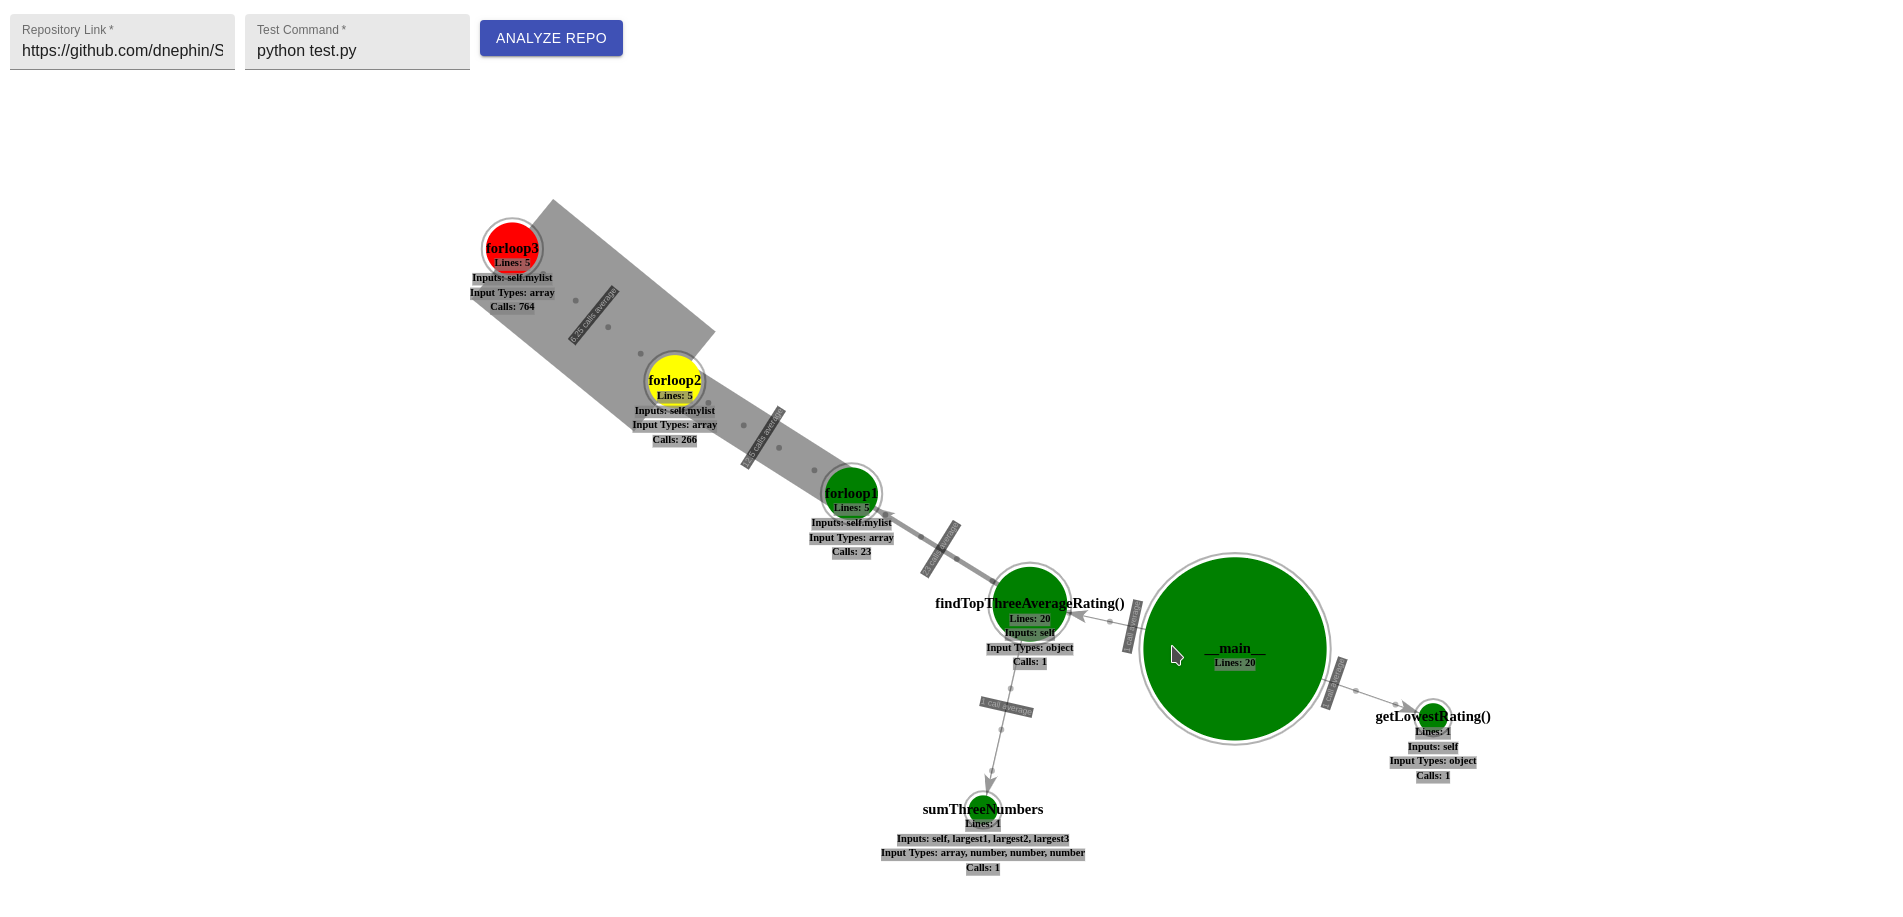 Repository Link *
https://github.com/dnephin/S
Test Command *
python test.py
ANALYZE REPO
forloop3
Lines: 5
Inputs: self.mylist
Input Types: array
Calls: 764
6.25 calls average
forloop2
Lines: 5
Inputs: self.mylist
Input Types: array
Calls: 266
calls average
forloop1
Lines: 5
Inputs: self.mylist
Input Types: array
Calls: 23
23 calls average
findTopThreeAverageRating()
Lines: 20
Inputs: self
Input Types: object
Calls: 1
1 call average
__main__
Lines: 20
1 call average
getLowestRating()
Lines: 1
Inputs: self
Input Types: object
Calls: 1
1 call average
sumThreeNumbers
Lines: 1
Inputs: self, largest1, largest2, largest3
Input Types: array, number, number, number
Calls: 1